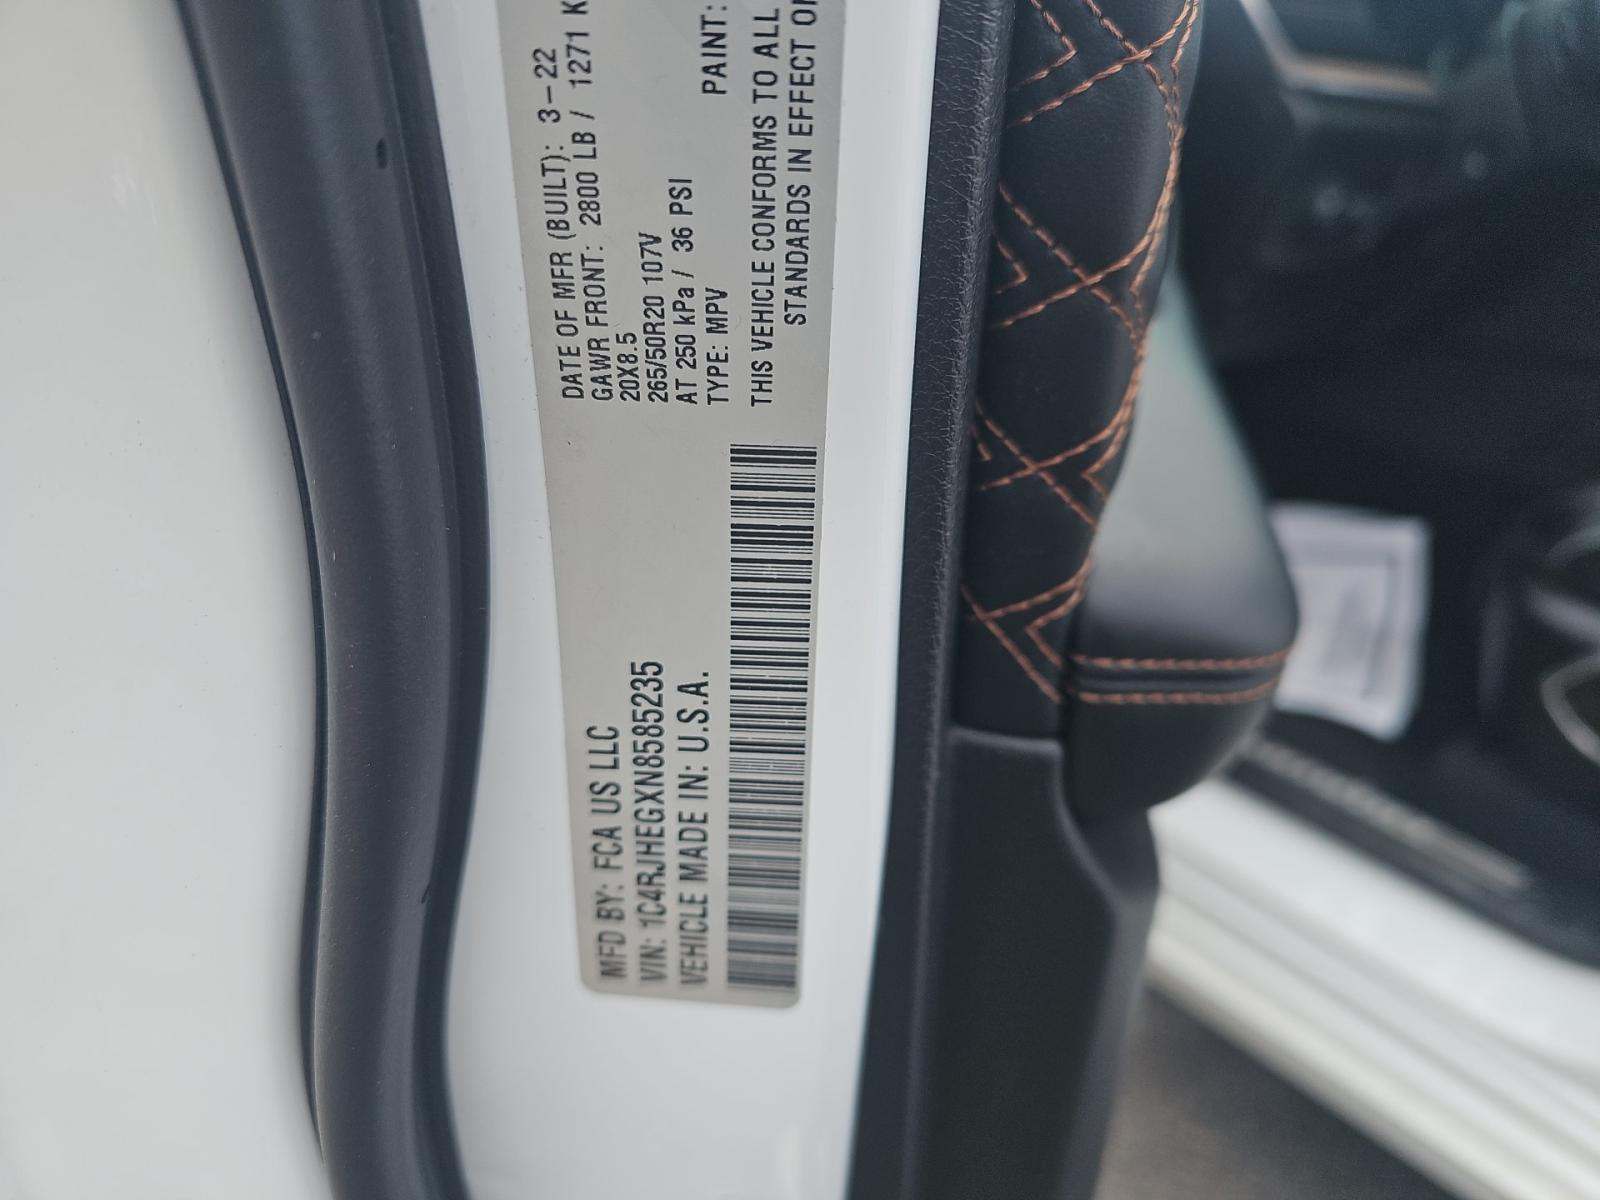 MFD BY: FCA US LLC
VIN: 1C4RJHEGXN8585235
VEHICLE MADE IN: U.S.A.
DATE OF MFR (BUILT): 3-22
GAWR FRONT: 2800 LB / 1271 K
20X8.5
265/50R20 107V
AT 250 kPa / 36 PSI
TYPE: MPV
PAINT:
THIS VEHICLE CONFORMS TO ALL
STANDARDS IN EFFECT